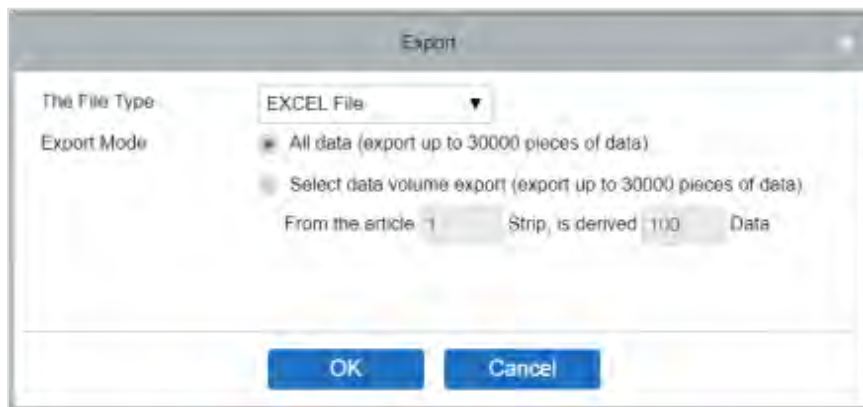 Export
The File Type EXCEL File
Export Mode All data (export up to 30000 pieces of data)
Select data volume export (export up to 30000 pieces of data)
From the article 1 Strip, is derived 100 Data
OK Cancel